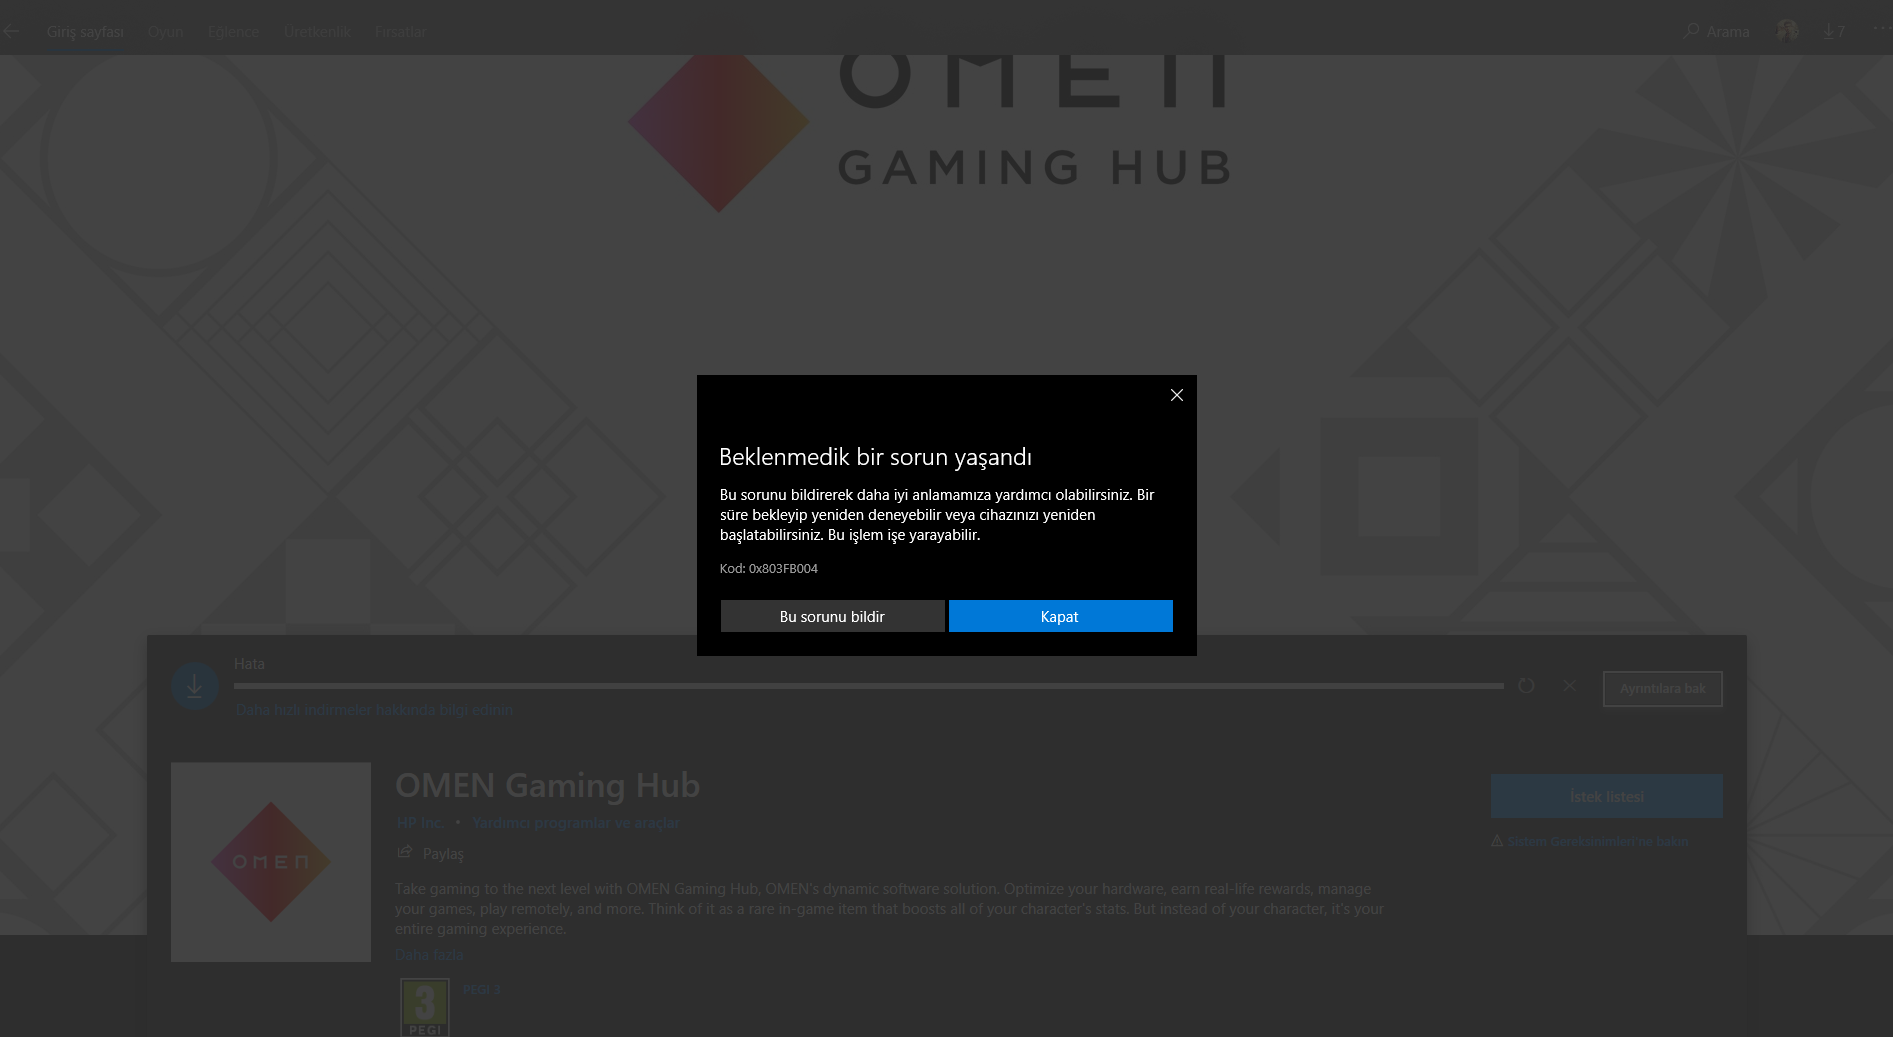 Giriş sayfası Oyun Eğlence Üretkenlik Fırsatlar Arama 7
OMEN
GAMING HUB
Beklenmedik bir sorun yaşandı
Bu sorunu bildirerek daha iyi anlamamıza yardımcı olabilirsiniz. Bir
süre bekleyip yeniden deneyebilir veya cihazınızı yeniden
başlatabilirsiniz. Bu işlem işe yarayabilir.
Kod: 0x803FB004
Bu sorunu bildir Kapat
Hata
Ayrıntılara bak
Daha hızlı indirmeler hakkında bilgi edinin
OMEN Gaming Hub
HP Inc. • Yardımcı programlar ve araçlar
İstek listesi
Sistem Gereksinimleri'ne bakın
Paylaş
OMEN
Take gaming to the next level with OMEN Gaming Hub, OMEN's dynamic software solution. Optimize your hardware, earn real-life rewards, manage
your games, play remotely, and more. Think of it as a rare in-game item that boosts all of your character's stats. But instead of your character, it's your
entire gaming experience.
Daha fazla
3
PEGI
PEGI 3